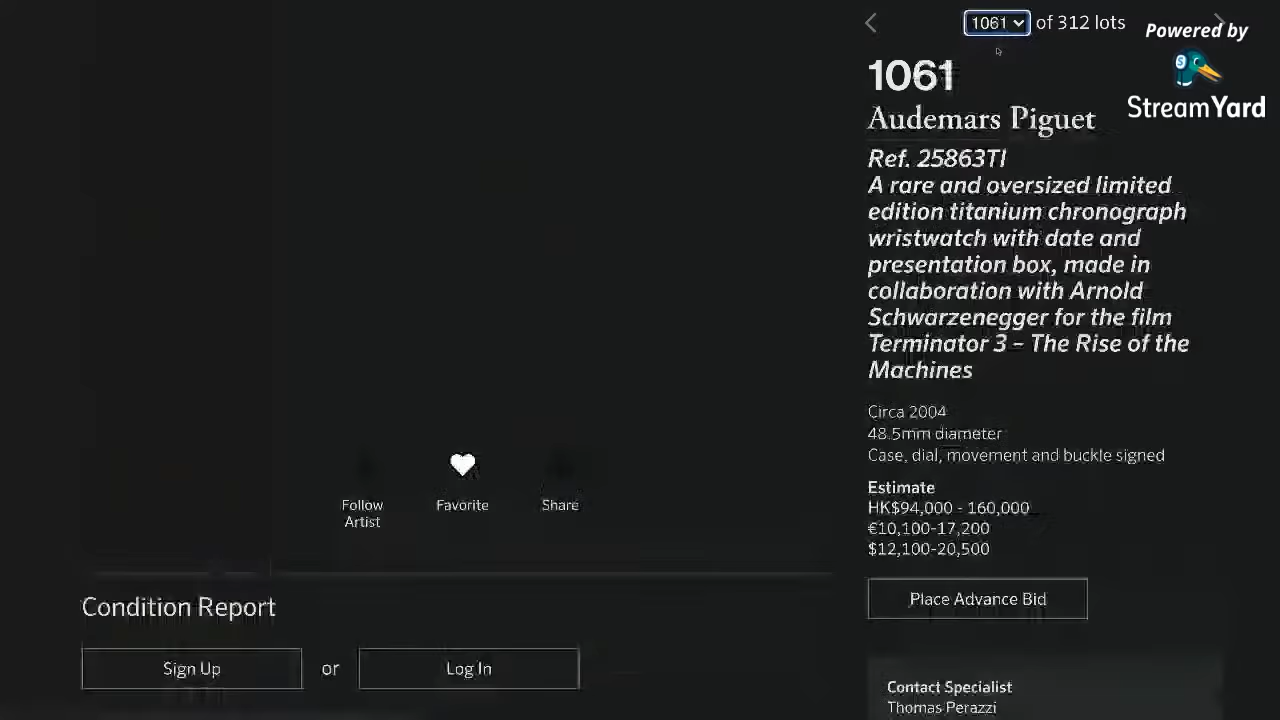 1061 of 312 lots
Powered by
StreamYard
1061
Audemars Piguet
Ref. 25863TI
A rare and oversized limited
edition titanium chronograph
wristwatch with date and
presentation box, made in
collaboration with Arnold
Schwarzenegger for the film
Terminator 3 – The Rise of the
Machines
Circa 2004
48.5mm diameter
Case, dial, movement and buckle signed
Estimate
HK$94,000 - 160,000
€10,100-17,200
$12,100-20,500
Place Advance Bid
Contact Specialist
Thomas Perazzi
Follow
Artist
Favorite
Share
Condition Report
Sign Up or Log In